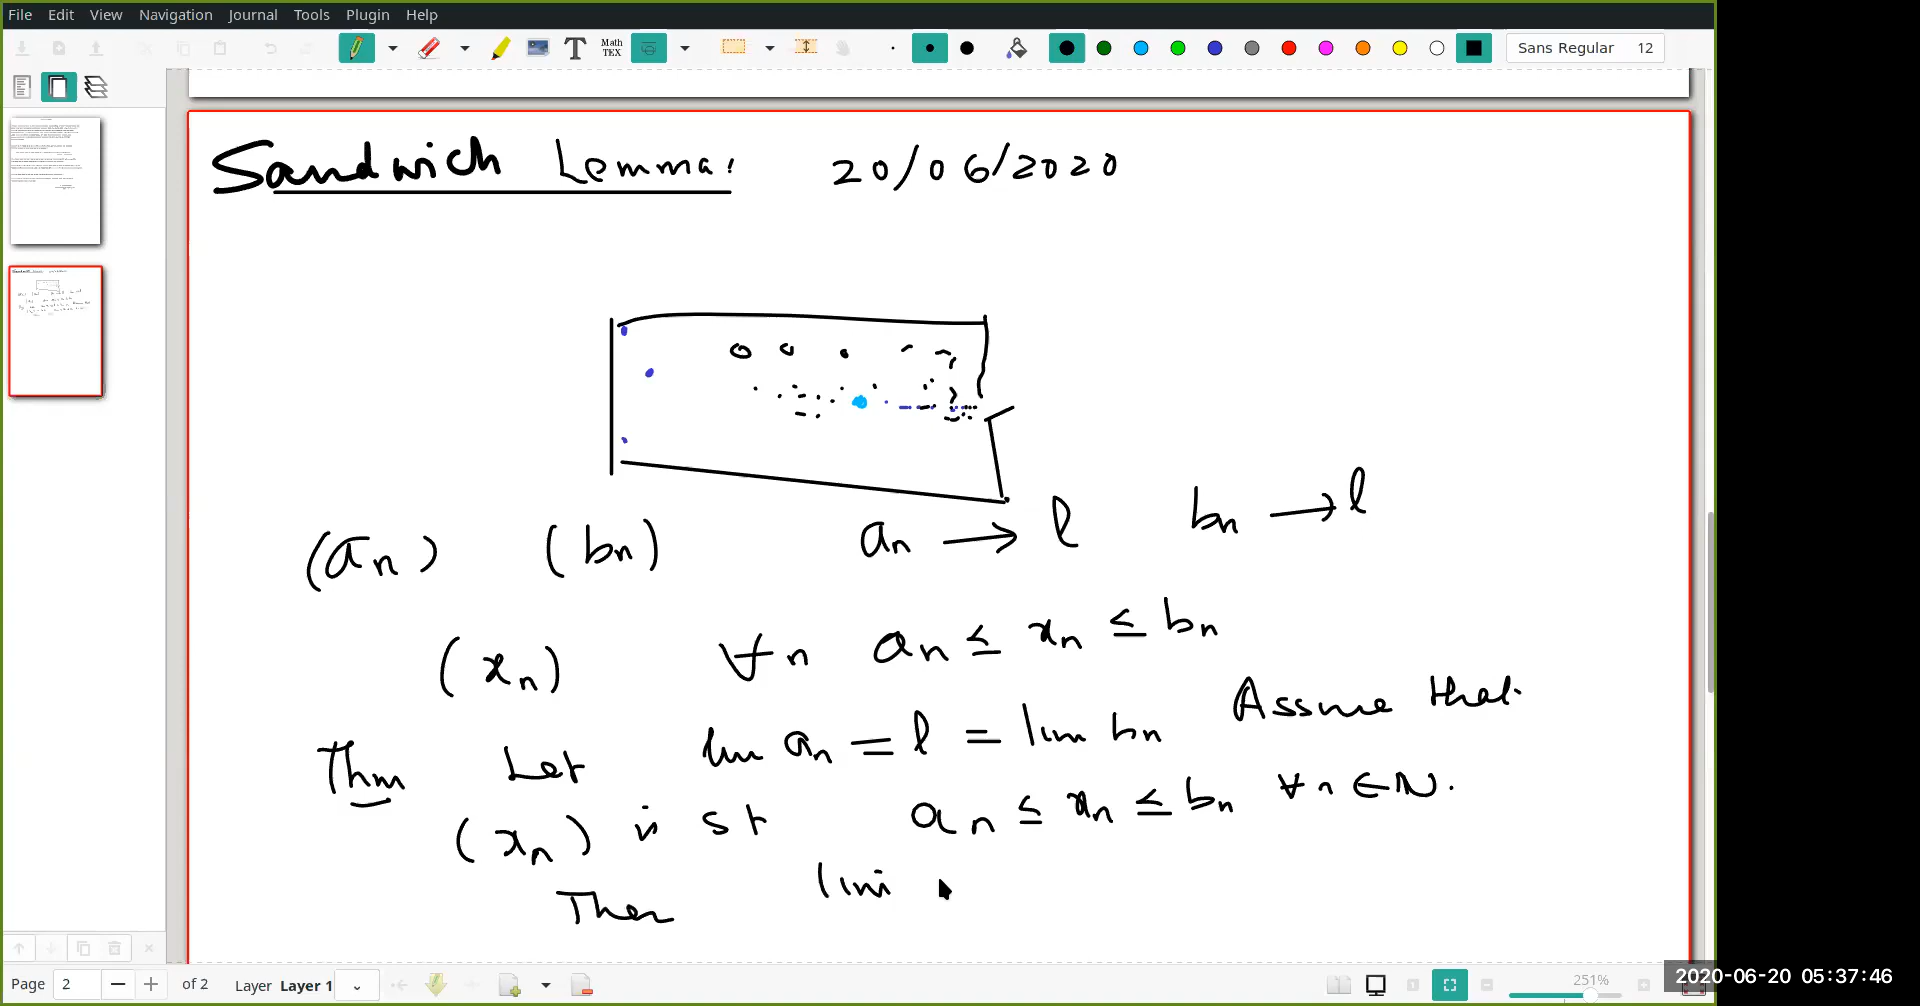 File Edit View Navigation Journal Tools Plugin Help
Math TEX Sans Regular 12
Sandwich Lemma: 20/06/2020
(an) (bn) an → l bn → l
(xn) ∀n an ≤ xn ≤ bn
Thm Let lim an = l = lim bn Assume that
(xn) is st an ≤ xn ≤ bn ∀n ∈ N.
Then lim
Page 2 of 2 Layer Layer 1 251%
2020-06-20 05:37:46